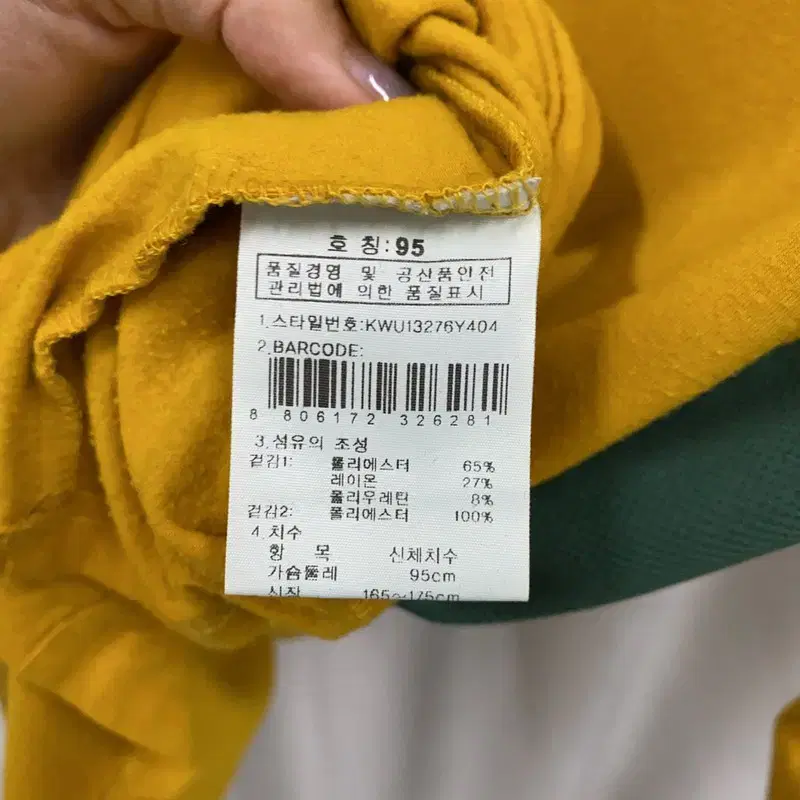 호 칭:95
품질경영 및 공산품안전
관리법에 의한 품질표시
1.스타일번호:KWU13276Y404
2.BARCODE:
8 806172 326281
3.섬유의 조성
겉감1: 폴리에스터 65%
레이온 27%
폴리우레탄 8%
겉감2: 폴리에스터 100%
4.치수
항 목 신체치수
가슴둘레 95cm
신장 165~175cm